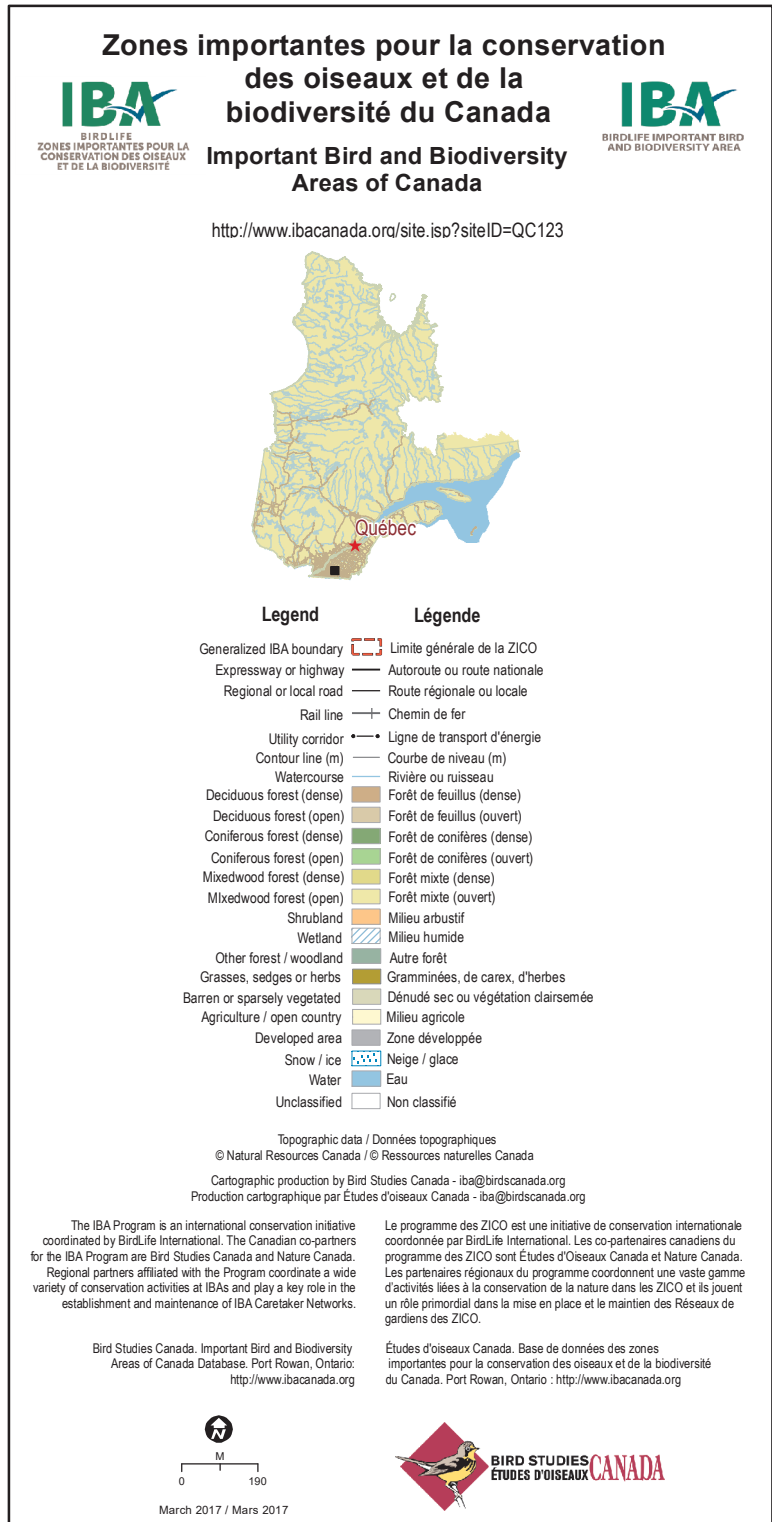 Zones importantes pour la conservation
des oiseaux et de la
biodiversité du Canada
IBA
BIRDLIFE
ZONES IMPORTANTES POUR LA
CONSERVATION DES OISEAUX
ET DE LA BIODIVERSITÉ
IBA
BIRDLIFE IMPORTANT BIRD
AND BIODIVERSITY AREA
Important Bird and Biodiversity
Areas of Canada
http://www.ibacanada.org/site.jsp?siteID=QC123
Québec
Legend Légende
Generalized IBA boundary Limite générale de la ZICO
Expressway or highway Autoroute ou route nationale
Regional or local road Route régionale ou locale
Rail line Chemin de fer
Utility corridor Ligne de transport d'énergie
Contour line (m) Courbe de niveau (m)
Watercourse Rivière ou ruisseau
Deciduous forest (dense) Forêt de feuillus (dense)
Deciduous forest (open) Forêt de feuillus (ouvert)
Coniferous forest (dense) Forêt de conifères (dense)
Coniferous forest (open) Forêt de conifères (ouvert)
Mixedwood forest (dense) Forêt mixte (dense)
MIxedwood forest (open) Forêt mixte (ouvert)
Shrubland Milieu arbustif
Wetland Milieu humide
Other forest / woodland Autre forêt
Grasses, sedges or herbs Gramminées, de carex, d'herbes
Barren or sparsely vegetated Dénudé sec ou végétation clairsemée
Agriculture / open country Milieu agricole
Developed area Zone développée
Snow / ice Neige / glace
Water Eau
Unclassified Non classifié
Topographic data / Données topographiques
© Natural Resources Canada / © Ressources naturelles Canada
Cartographic production by Bird Studies Canada - iba@birdscanada.org
Production cartographique par Études d'oiseaux Canada - iba@birdscanada.org
The IBA Program is an international conservation initiative
coordinated by BirdLife International. The Canadian co-partners
for the IBA Program are Bird Studies Canada and Nature Canada.
Regional partners affiliated with the Program coordinate a wide
variety of conservation activities at IBAs and play a key role in the
establishment and maintenance of IBA Caretaker Networks.
Le programme des ZICO est une initiative de conservation internationale
coordonnée par BirdLife International. Les co-partenaires canadiens du
programme des ZICO sont Études d'Oiseaux Canada et Nature Canada.
Les partenaires régionaux du programme coordonnent une vaste gamme
d'activités liées à la conservation de la nature dans les ZICO et ils jouent
un rôle primordial dans la mise en place et le maintien des Réseaux de
gardiens des ZICO.
Bird Studies Canada. Important Bird and Biodiversity
Areas of Canada Database. Port Rowan, Ontario:
http://www.ibacanada.org
Études d'oiseaux Canada. Base de données des zones
importantes pour la conservation des oiseaux et de la biodiversité
du Canada. Port Rowan, Ontario : http://www.ibacanada.org
N
M
0 190
March 2017 / Mars 2017
BIRD STUDIES
ÉTUDES D'OISEAUX CANADA